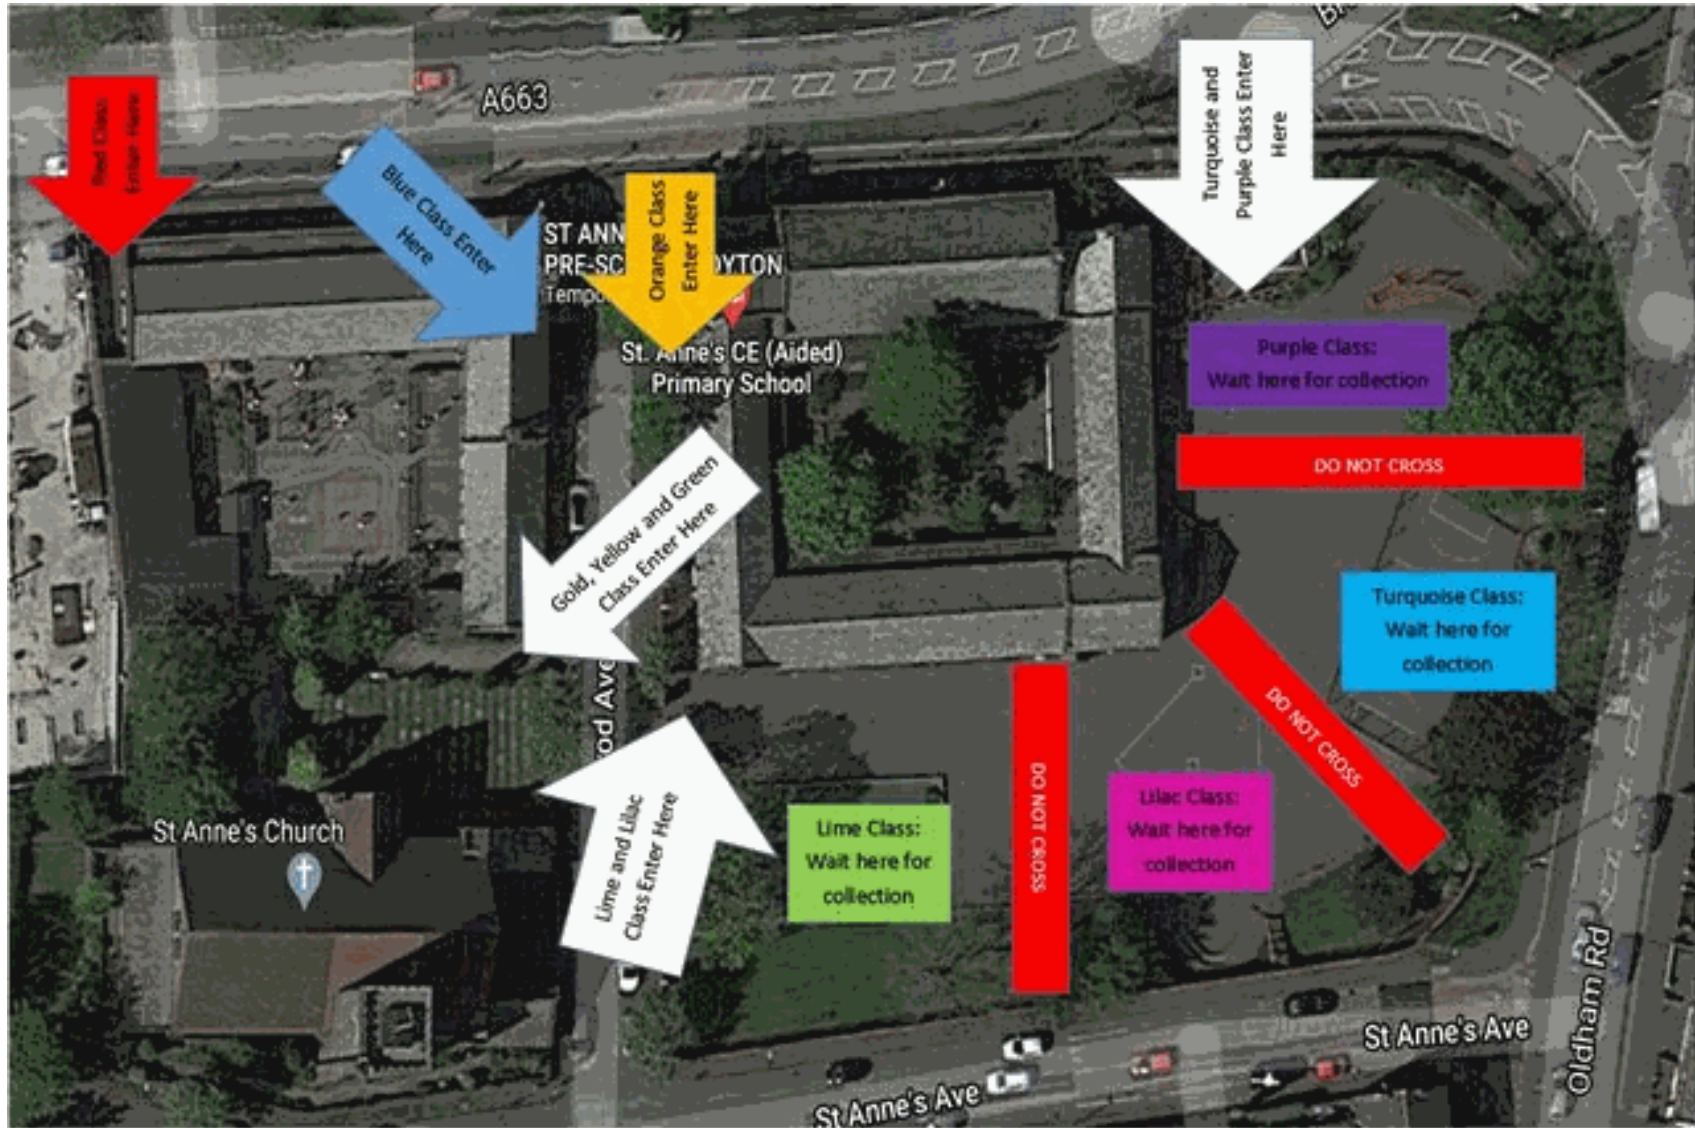 A663
Red Class
Enter Here
Blue Class Enter
Here
ST ANN
PRE-SC
OYTON
Tempo
Orange Class
Enter Here
St. Anne's CE (Aided)
Primary School
Turquoise and
Purple Class Enter
Here
Purple Class:
Wait here for collection
DO NOT CROSS
Gold, Yellow and Green
Class Enter Here
Turquoise Class:
Wait here for
collection
DO NOT CROSS
od Ave
Lime and Lilac
Class Enter Here
St Anne's Church
Lime Class:
Wait here for
collection
DO NOT CROSS
Lilac Class:
Wait here for
collection
St Anne's Ave
St Anne's Ave
Oldham Rd